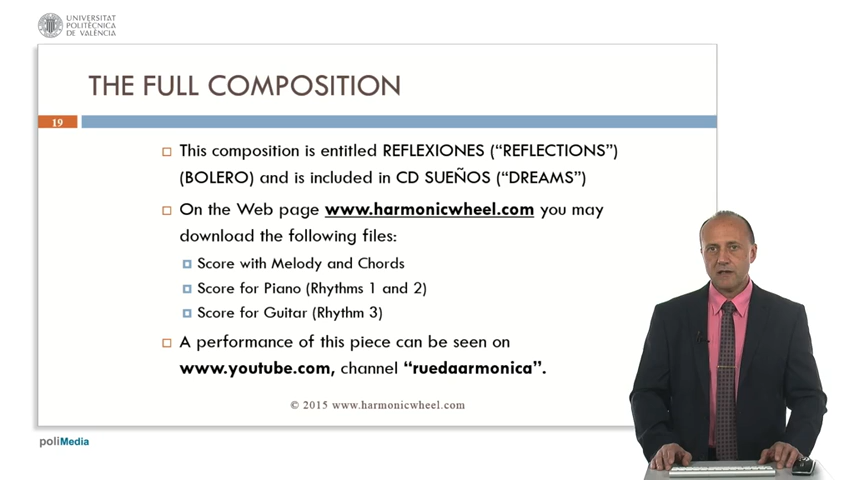 UNIVERSITAT
POLITÈCNICA
DE VALÈNCIA
THE FULL COMPOSITION
19
This composition is entitled REFLEXIONES ("REFLECTIONS")
(BOLERO) and is included in CD SUEÑOS ("DREAMS")
On the Web page www.harmonicwheel.com you may
download the following files:
Score with Melody and Chords
Score for Piano (Rhythms 1 and 2)
Score for Guitar (Rhythm 3)
A performance of this piece can be seen on
www.youtube.com, channel "ruedaarmonica".
© 2015 www.harmonicwheel.com
poliMedia